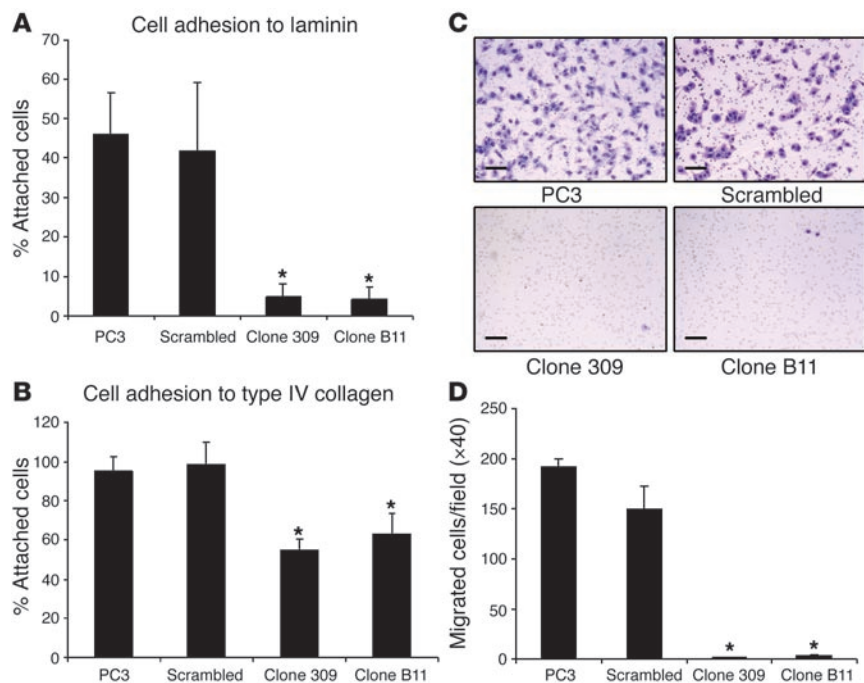 A
Cell adhesion to laminin
% Attached cells
70
60
50
40
30
20
10
0
*
*
PC3
Scrambled
Clone 309
Clone B11
B
Cell adhesion to type IV collagen
% Attached cells
120
100
80
60
40
20
0
*
*
PC3
Scrambled
Clone 309
Clone B11
C
PC3
Scrambled
Clone 309
Clone B11
D
Migrated cells/field (×40)
250
200
150
100
50
0
*
*
PC3
Scrambled
Clone 309
Clone B11